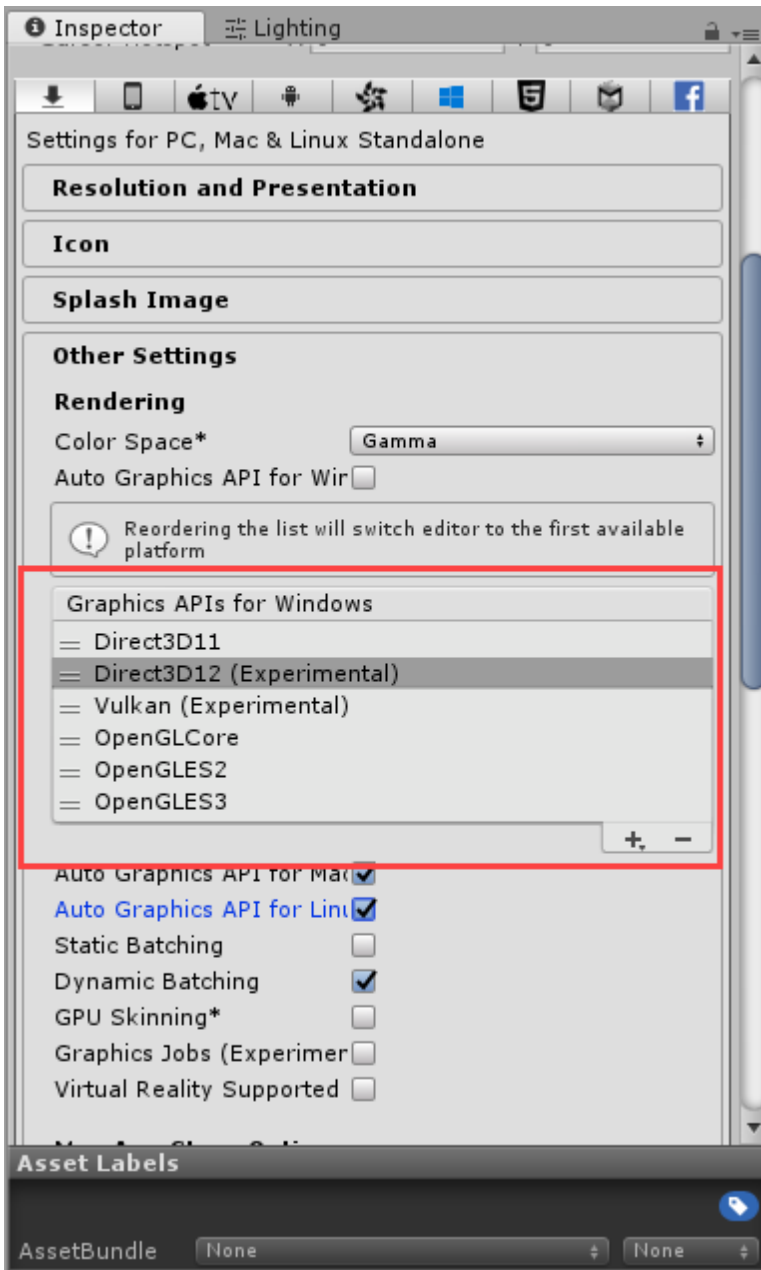 Inspector
Lighting
tv
Settings for PC, Mac & Linux Standalone
Resolution and Presentation
Icon
Splash Image
Other Settings
Rendering
Color Space*
Gamma
Auto Graphics API for Win
Reordering the list will switch editor to the first available
platform
Graphics APIs for Windows
Direct3D11
Direct3D12 (Experimental)
Vulkan (Experimental)
OpenGLCore
OpenGLES2
OpenGLES3
Auto Graphics API for Mac
Auto Graphics API for Linu
Static Batching
Dynamic Batching
GPU Skinning*
Graphics Jobs (Experimen
Virtual Reality Supported
Asset Labels
AssetBundle None None